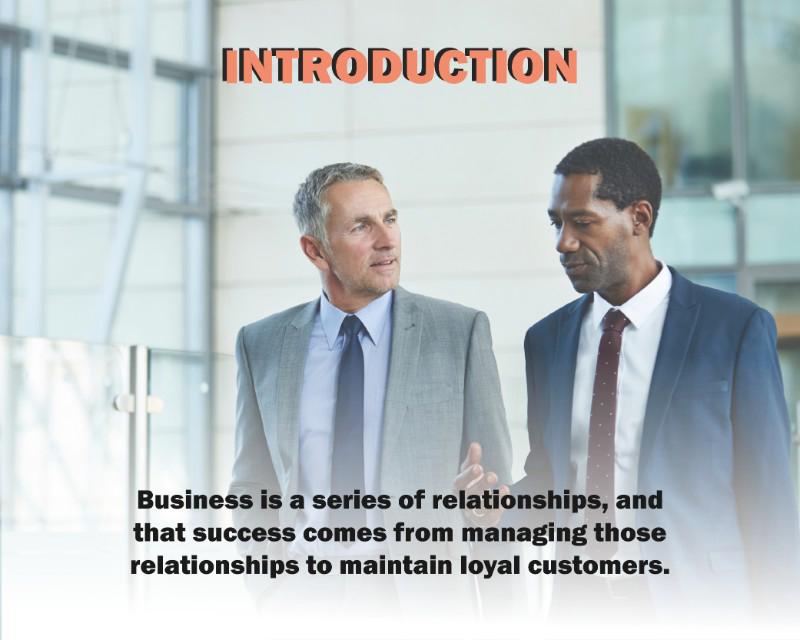 INTRODUCTION
Business is a series of relationships, and
that success comes from managing those
relationships to maintain loyal customers.